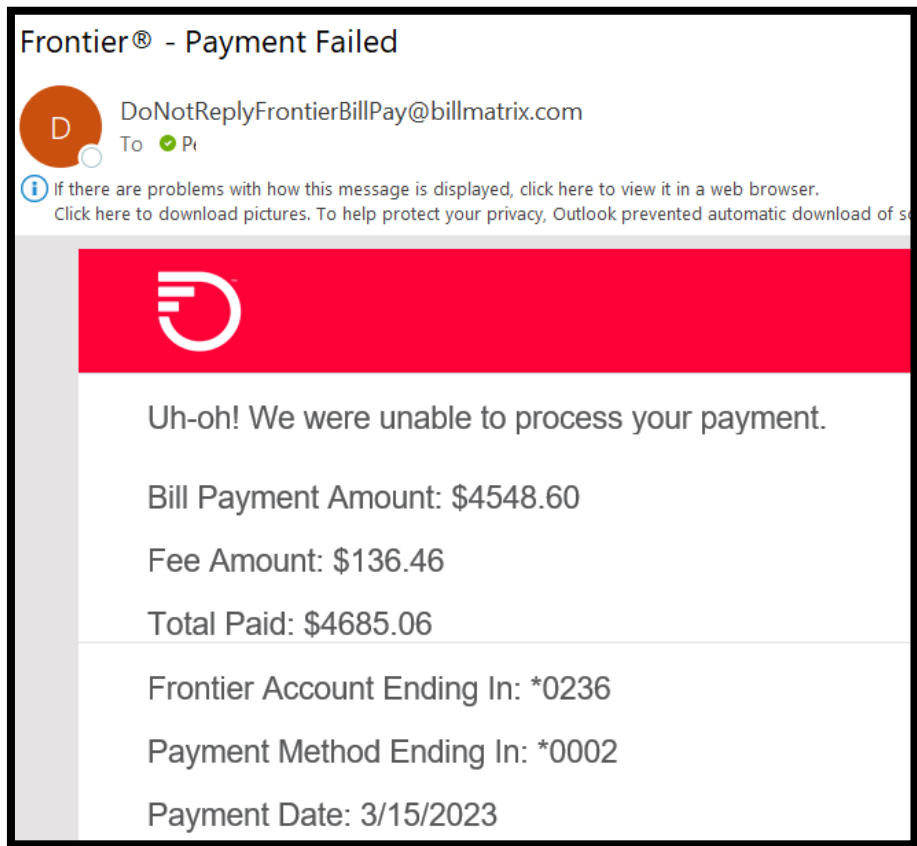 Frontier® - Payment Failed
D
DoNotReplyFrontierBillPay@billmatrix.com
To
If there are problems with how this message is displayed, click here to view it in a web browser.
Click here to download pictures. To help protect your privacy, Outlook prevented automatic download of
Uh-oh! We were unable to process your payment.
Bill Payment Amount: $4548.60
Fee Amount: $136.46
Total Paid: $4685.06
Frontier Account Ending In: *0236
Payment Method Ending In: *0002
Payment Date: 3/15/2023